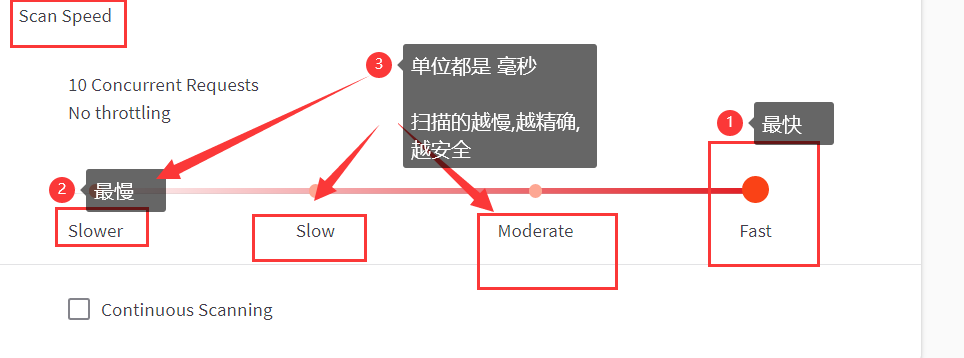 Scan Speed
3
单位都是 毫秒
10 Concurrent Requests
No throttling
扫描的越慢,越精确,
越安全
1
最快
2
最慢
Slower
Slow
Moderate
Fast
Continuous Scanning